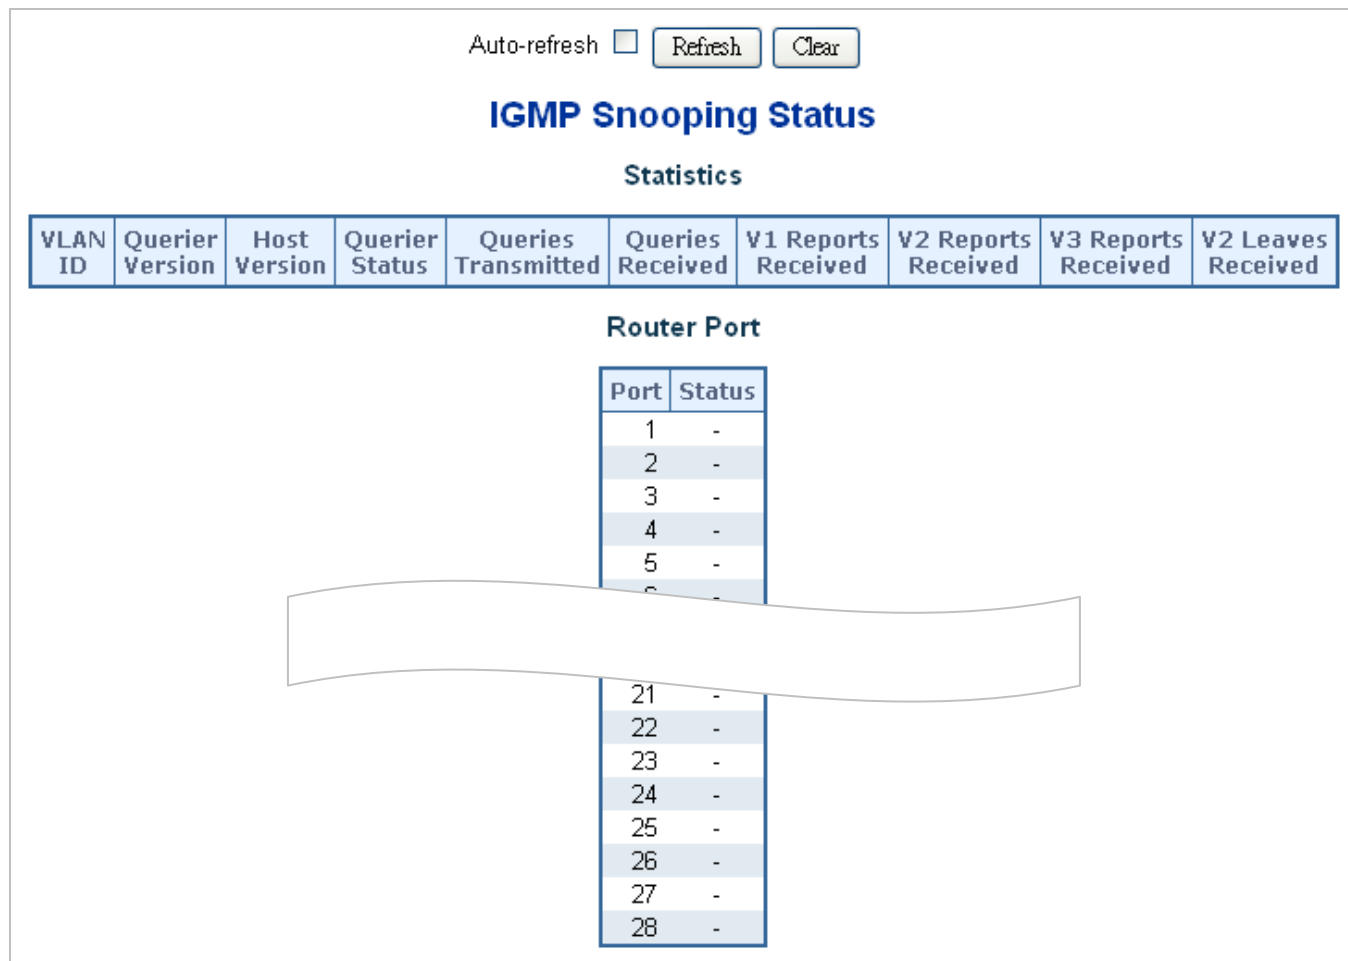 Auto-refresh Refresh Clear
IGMP Snooping Status
Statistics
VLAN ID Querier Version Host Version Querier Status Queries Transmitted Queries Received V1 Reports Received V2 Reports Received V3 Reports Received V2 Leaves Received
Router Port
Port Status
1 -
2 -
3 -
4 -
5 -
-
21 -
22 -
23 -
24 -
25 -
26 -
27 -
28 -